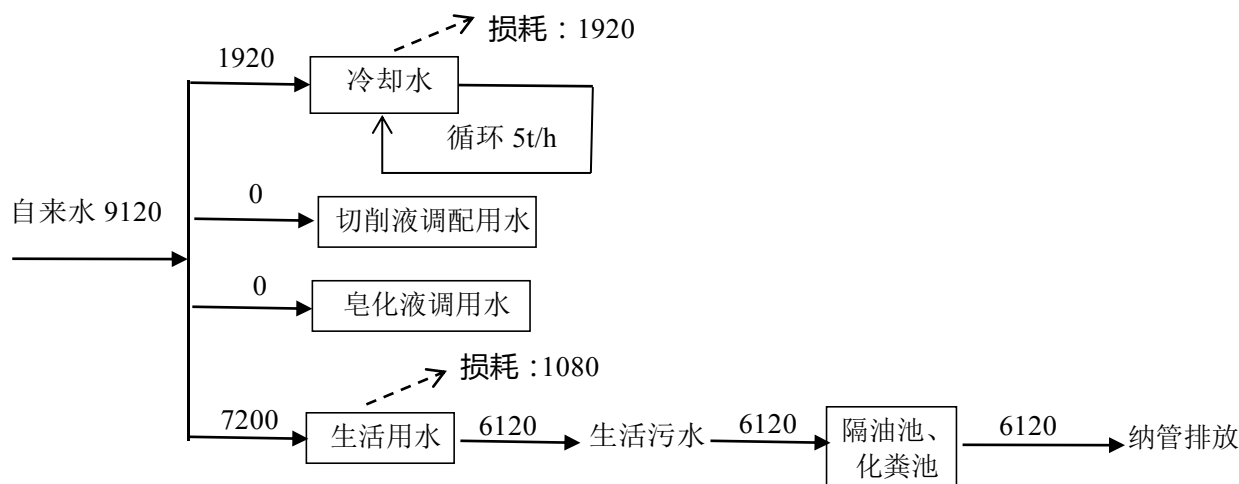 损耗：1920
1920
冷却水
循环 5t/h
自来水 9120
0
切削液调配用水
0
皂化液调用水
损耗：1080
7200
生活用水
6120
生活污水
6120
隔油池、
化粪池
6120
纳管排放